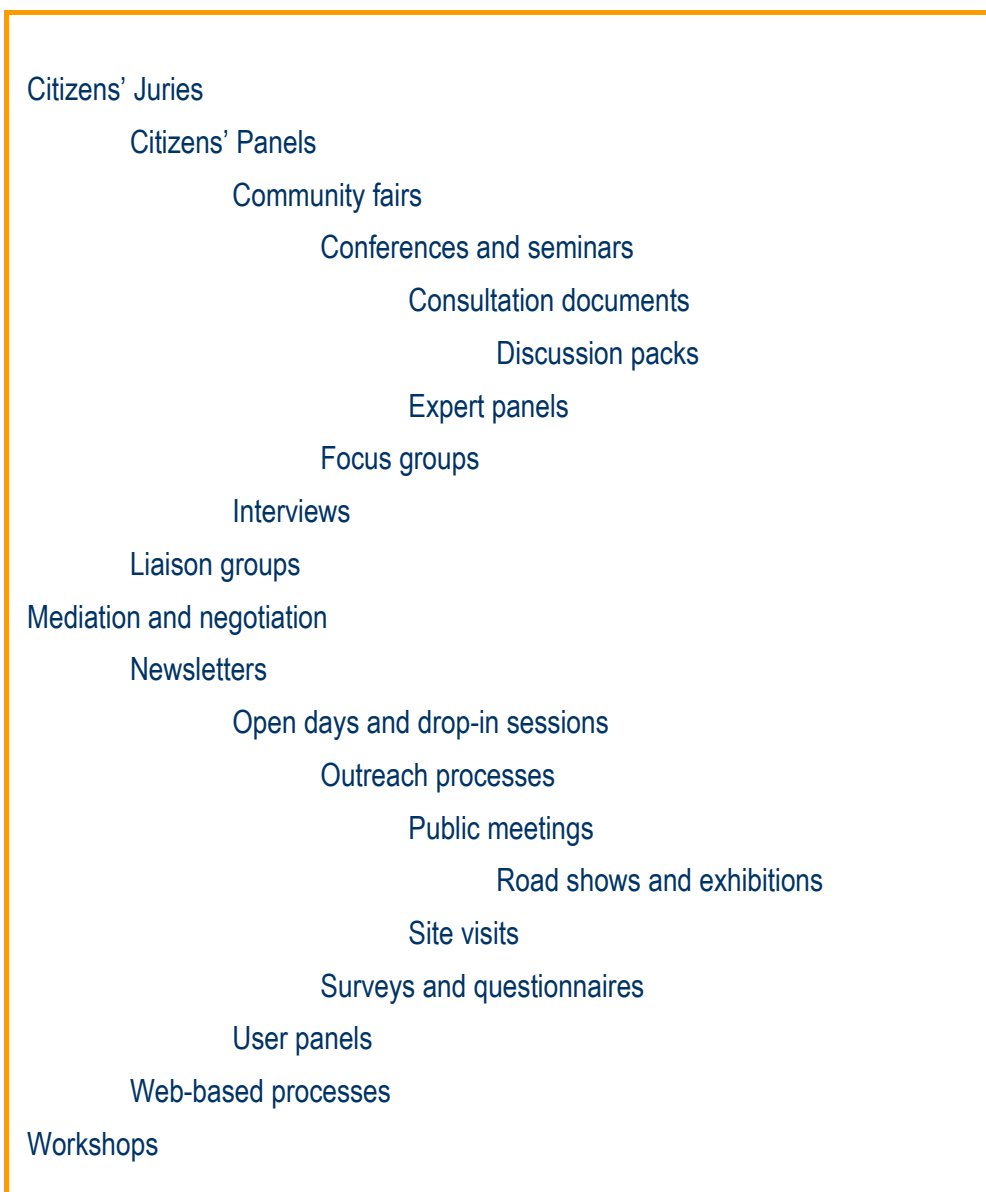 Citizens’ Juries
Citizens’ Panels
Community fairs
Conferences and seminars
Consultation documents
Discussion packs
Expert panels
Focus groups
Interviews
Liaison groups
Mediation and negotiation
Newsletters
Open days and drop-in sessions
Outreach processes
Public meetings
Road shows and exhibitions
Site visits
Surveys and questionnaires
User panels
Web-based processes
Workshops